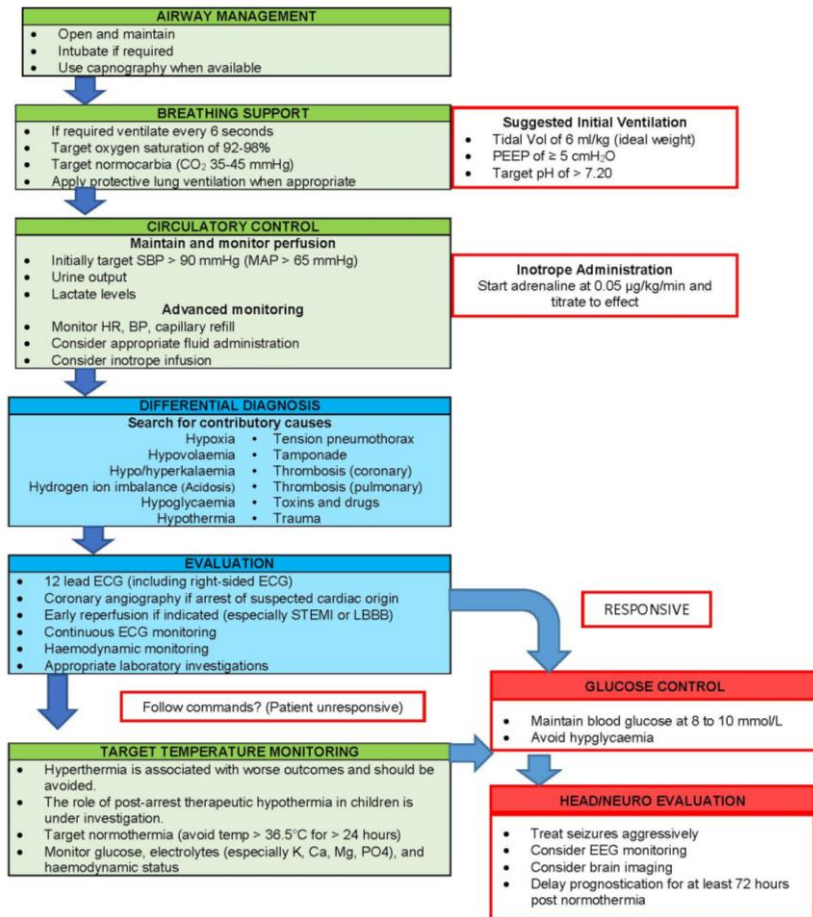 AIRWAY MANAGEMENT
• Open and maintain
• Intubate if required
• Use capnography when available
BREATHING SUPPORT
• If required ventilate every 6 seconds
• Target oxygen saturation of 92-98%
• Target normocarbia (CO₂ 35-45 mmHg)
• Apply protective lung ventilation when appropriate
Suggested Initial Ventilation
• Tidal Vol of 6 ml/kg (ideal weight)
• PEEP of ≥ 5 cmH₂O
• Target pH of > 7.20
CIRCULATORY CONTROL
Maintain and monitor perfusion
• Initially target SBP > 90 mmHg (MAP > 65 mmHg)
• Urine output
• Lactate levels
Advanced monitoring
• Monitor HR, BP, capillary refill
• Consider appropriate fluid administration
• Consider inotrope infusion
Inotrope Administration
Start adrenaline at 0.05 µg/kg/min and
titrate to effect
DIFFERENTIAL DIAGNOSIS
Search for contributory causes
Hypoxia • Tension pneumothorax
Hypovolaemia • Tamponade
Hypo/hyperkalaemia • Thrombosis (coronary)
Hydrogen ion imbalance (Acidosis) • Thrombosis (pulmonary)
Hypoglycaemia • Toxins and drugs
Hypothermia • Trauma
EVALUATION
• 12 lead ECG (including right-sided ECG)
• Coronary angiography if arrest of suspected cardiac origin
• Early reperfusion if indicated (especially STEMI or LBBB)
• Continuous ECG monitoring
• Haemodynamic monitoring
• Appropriate laboratory investigations
RESPONSIVE
Follow commands? (Patient unresponsive)
GLUCOSE CONTROL
• Maintain blood glucose at 8 to 10 mmol/L
• Avoid hypglycaemia
TARGET TEMPERATURE MONITORING
• Hyperthermia is associated with worse outcomes and should be
avoided.
• The role of post-arrest therapeutic hypothermia in children is
under investigation.
• Target normothermia (avoid temp > 36.5°C for > 24 hours)
• Monitor glucose, electrolytes (especially K, Ca, Mg, PO4), and
haemodynamic status
HEAD/NEURO EVALUATION
• Treat seizures aggressively
• Consider EEG monitoring
• Consider brain imaging
• Delay prognostication for at least 72 hours
post normothermia